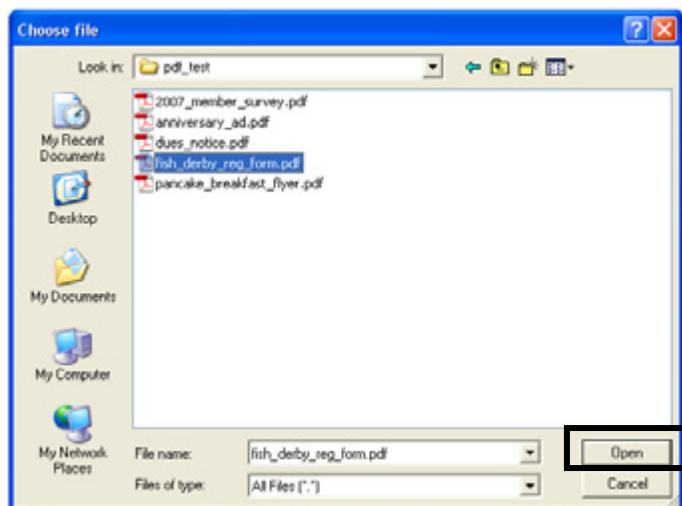 Choose file
Look in: pdf_test
2007_member_survey.pdf
anniversary_ad.pdf
dues_notice.pdf
fish_derby_reg_form.pdf
pancake_breakfast_flyer.pdf
My Recent
Documents
Desktop
My Documents
My Computer
My Network
Places
File name: fish_derby_reg_form.pdf Open
Files of type: All Files (*.*) Cancel